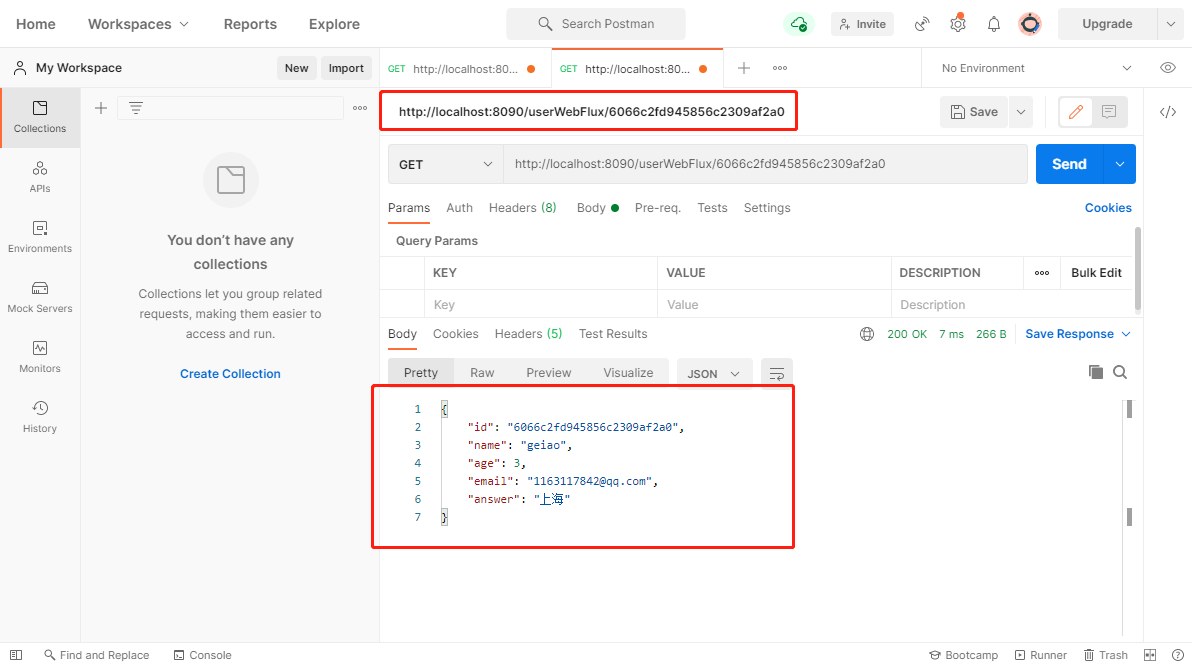 Home Workspaces Reports Explore Search Postman Invite Upgrade
My Workspace New Import GET http://localhost:80... GET http://localhost:80... No Environment
http://localhost:8090/userWebFlux/6066c2fd945856c2309af2a0 Save
Collections
APIs
Environments
Mock Servers
Monitors
History
You don't have any
collections
Collections let you group related
requests, making them easier to
access and run.
Create Collection
GET http://localhost:8090/userWebFlux/6066c2fd945856c2309af2a0 Send
Params Auth Headers (8) Body Pre-req. Tests Settings Cookies
Query Params
KEY VALUE DESCRIPTION Bulk Edit
Key Value Description
Body Cookies Headers (5) Test Results 200 OK 7 ms 266 B Save Response
Pretty Raw Preview Visualize JSON
1 {
2 "id": "6066c2fd945856c2309af2a0",
3 "name": "geiao",
4 "age": 3,
5 "email": "1163117842@qq.com",
6 "answer": "上海"
7 }
Find and Replace Console Bootcamp Runner Trash